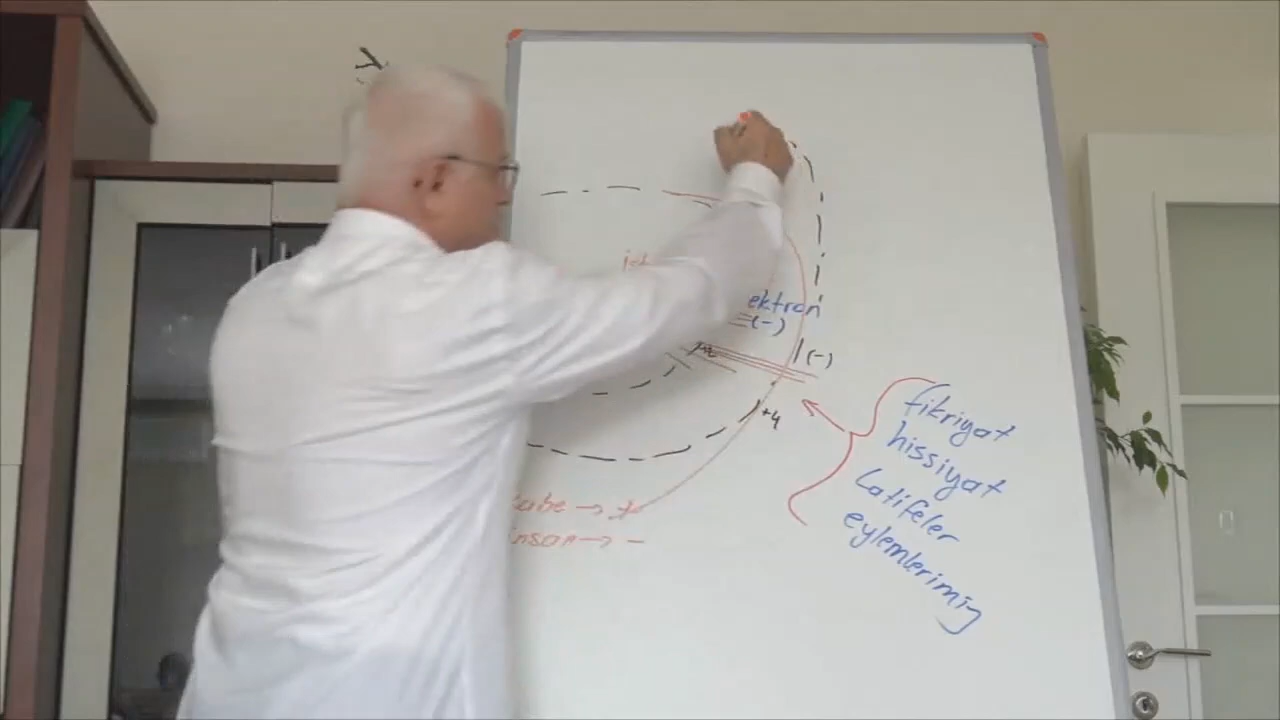 ektron
(-)
(-)
+4
fikriyat
hissiyat
Latifeler
eylemlerimiz
→ +
insan → -